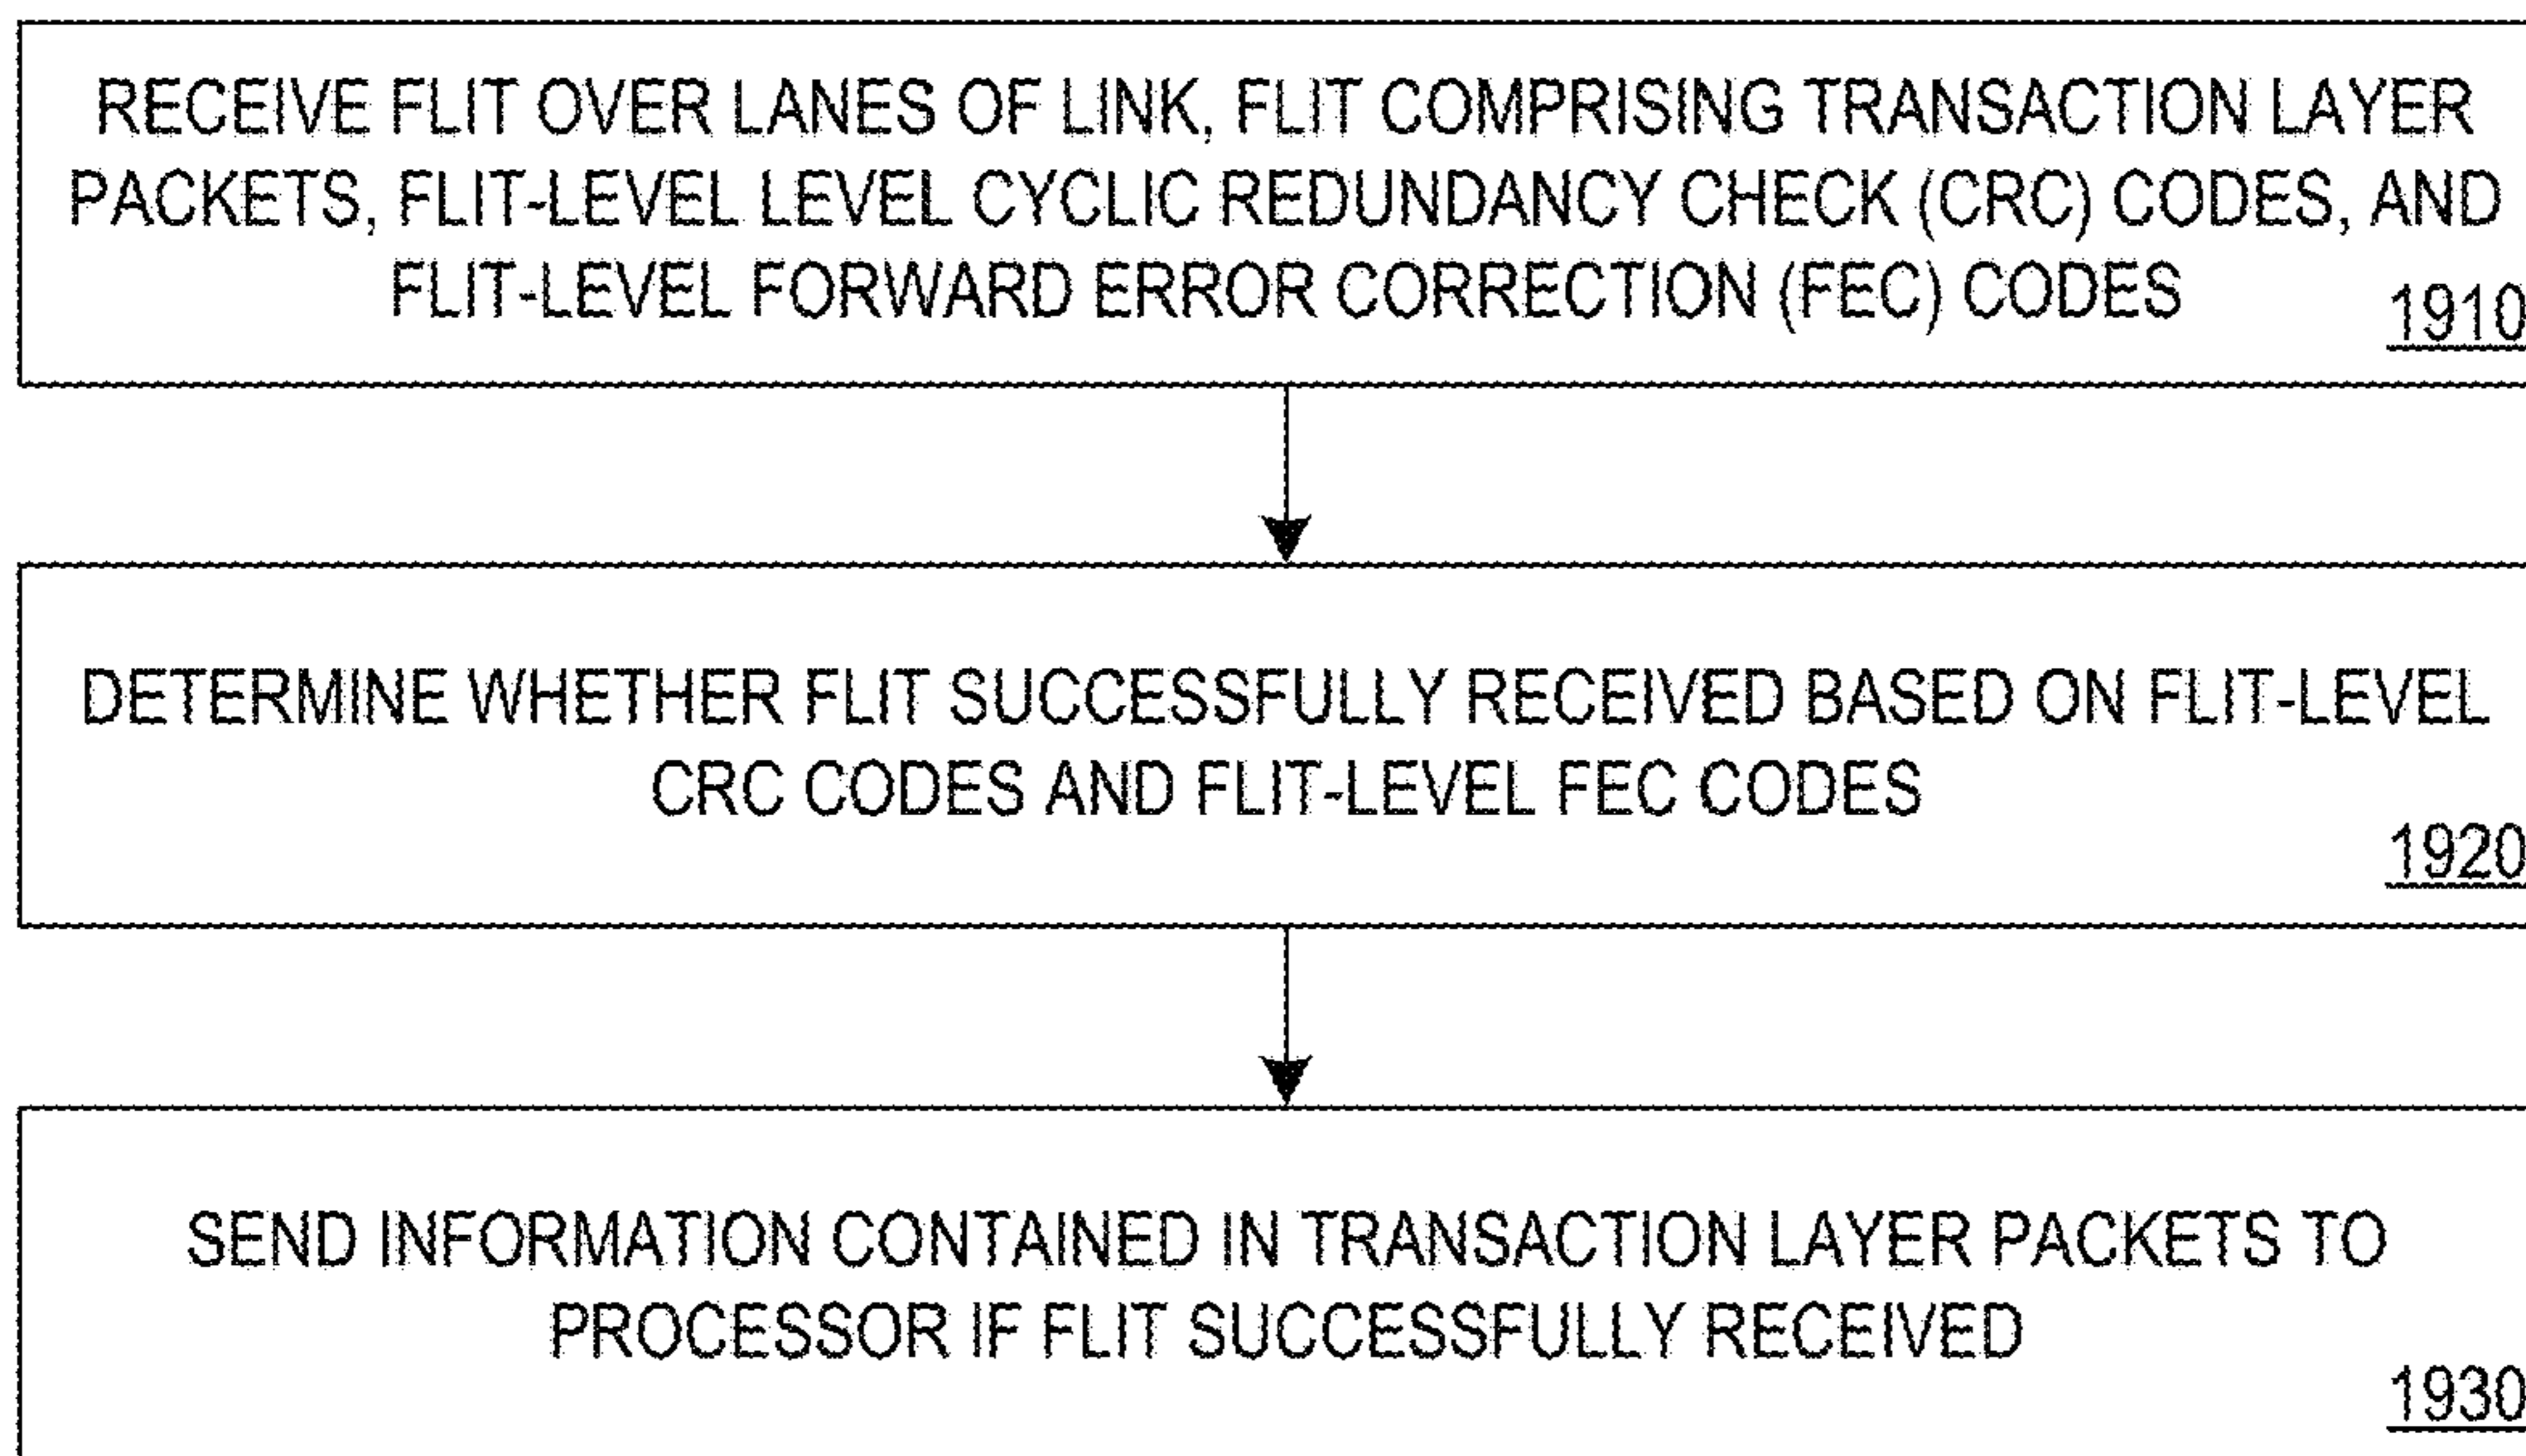 RECEIVE FLIT OVER LANES OF LINK, FLIT COMPRISING TRANSACTION LAYER
PACKETS, FLIT-LEVEL LEVEL CYCLIC REDUNDANCY CHECK (CRC) CODES, AND
FLIT-LEVEL FORWARD ERROR CORRECTION (FEC) CODES
1910
DETERMINE WHETHER FLIT SUCCESSFULLY RECEIVED BASED ON FLIT-LEVEL
CRC CODES AND FLIT-LEVEL FEC CODES
1920
SEND INFORMATION CONTAINED IN TRANSACTION LAYER PACKETS TO
PROCESSOR IF FLIT SUCCESSFULLY RECEIVED
1930